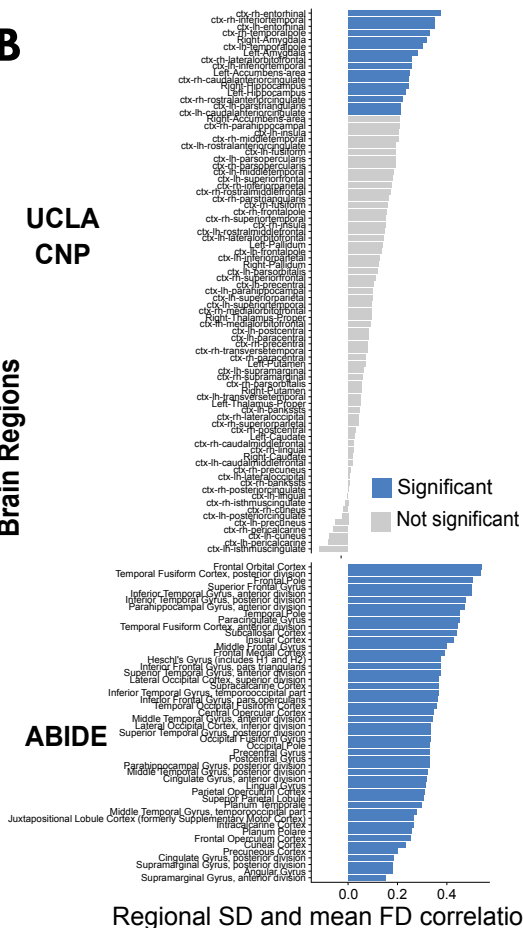 B
ctx-rh-entorhinal
ctx-rh-inferiortemporal
ctx-lh-entorhinal
ctx-rh-temporalpole
Right-Amygdala
ctx-lh-temporalpole
Left-Amygdala
ctx-rh-lateralorbitofrontal
ctx-lh-inferiortemporal
Left-Accumbens-area
ctx-rh-caudalanteriorcingulate
Right-Hippocampus
Left-Hippocampus
ctx-rh-rostralanteriorcingulate
ctx-lh-parstriangularis
ctx-lh-caudalanteriorcingulate
Right-Accumbens-area
ctx-rh-parahippocampal
ctx-lh-insula
ctx-rh-middletemporal
ctx-lh-rostralanteriorcingulate
ctx-lh-fusiform
ctx-lh-parsopercularis
ctx-rh-parsopercularis
ctx-lh-middletemporal
ctx-lh-superiorfrontal
ctx-rh-inferiorparietal
ctx-rh-rostralmiddlefrontal
ctx-rh-parstriangularis
ctx-rh-fusiform
ctx-rh-frontalpole
ctx-rh-superiortemporal
ctx-rh-insula
ctx-lh-rostralmiddlefrontal
ctx-lh-lateralorbitofrontal
Left-Pallidum
ctx-lh-frontalpole
ctx-lh-inferiorparietal
Right-Pallidum
ctx-lh-parsorbitalis
ctx-rh-superiorfrontal
ctx-lh-precentral
ctx-lh-parahippocampal
ctx-lh-superiorparietal
ctx-lh-superiortemporal
ctx-rh-medialorbitofrontal
Right-Thalamus-Proper
ctx-lh-medialorbitofrontal
ctx-lh-postcentral
ctx-lh-paracentral
ctx-rh-precentral
ctx-rh-transversetemporal
ctx-rh-paracentral
Left-Putamen
ctx-lh-supramarginal
ctx-rh-supramarginal
ctx-rh-parsorbitalis
Right-Putamen
ctx-lh-transversetemporal
Left-Thalamus-Proper
ctx-lh-bankssts
ctx-rh-lateraloccipital
ctx-rh-superiorparietal
ctx-rh-postcentral
Left-Caudate
ctx-rh-caudalmiddlefrontal
ctx-rh-lingual
Right-Caudate
ctx-lh-caudalmiddlefrontal
ctx-rh-precuneus
ctx-lh-lateraloccipital
ctx-rh-bankssts
ctx-rh-posteriorcingulate
ctx-lh-lingual
ctx-rh-isthmuscingulate
ctx-rh-cuneus
ctx-lh-posteriorcingulate
ctx-lh-precuneus
ctx-rh-pericalcarine
ctx-lh-cuneus
ctx-lh-pericalcarine
ctx-lh-isthmuscingulate
UCLA
CNP
Brain Regions
Significant
Not significant
Frontal Orbital Cortex
Temporal Fusiform Cortex, posterior division
Frontal Pole
Superior Frontal Gyrus
Inferior Temporal Gyrus, anterior division
Inferior Temporal Gyrus, posterior division
Parahippocampal Gyrus, anterior division
Temporal Pole
Paracingulate Gyrus
Temporal Fusiform Cortex, anterior division
Subcallosal Cortex
Insular Cortex
Middle Frontal Gyrus
Frontal Medial Cortex
Heschl's Gyrus (includes H1 and H2)
Inferior Frontal Gyrus, pars triangularis
Superior Temporal Gyrus, anterior division
Lateral Occipital Cortex, superior division
Supracalcarine Cortex
Inferior Temporal Gyrus, temporooccipital part
Inferior Frontal Gyrus, pars opercularis
Temporal Occipital Fusiform Cortex
Central Opercular Cortex
Middle Temporal Gyrus, anterior division
Lateral Occipital Cortex, inferior division
Superior Temporal Gyrus, posterior division
Occipital Fusiform Gyrus
Occipital Pole
Precentral Gyrus
Postcentral Gyrus
Parahippocampal Gyrus, posterior division
Middle Temporal Gyrus, posterior division
Cingulate Gyrus, anterior division
Lingual Gyrus
Parietal Operculum Cortex
Superior Parietal Lobule
Planum Temporale
Middle Temporal Gyrus, temporooccipital part
Juxtapositional Lobule Cortex (formerly Supplementary Motor Cortex)
Intracalcarine Cortex
Planum Polare
Frontal Operculum Cortex
Cuneal Cortex
Precuneous Cortex
Cingulate Gyrus, posterior division
Supramarginal Gyrus, posterior division
Angular Gyrus
Supramarginal Gyrus, anterior division
ABIDE
0.0 0.2 0.4
Regional SD and mean FD correlatio